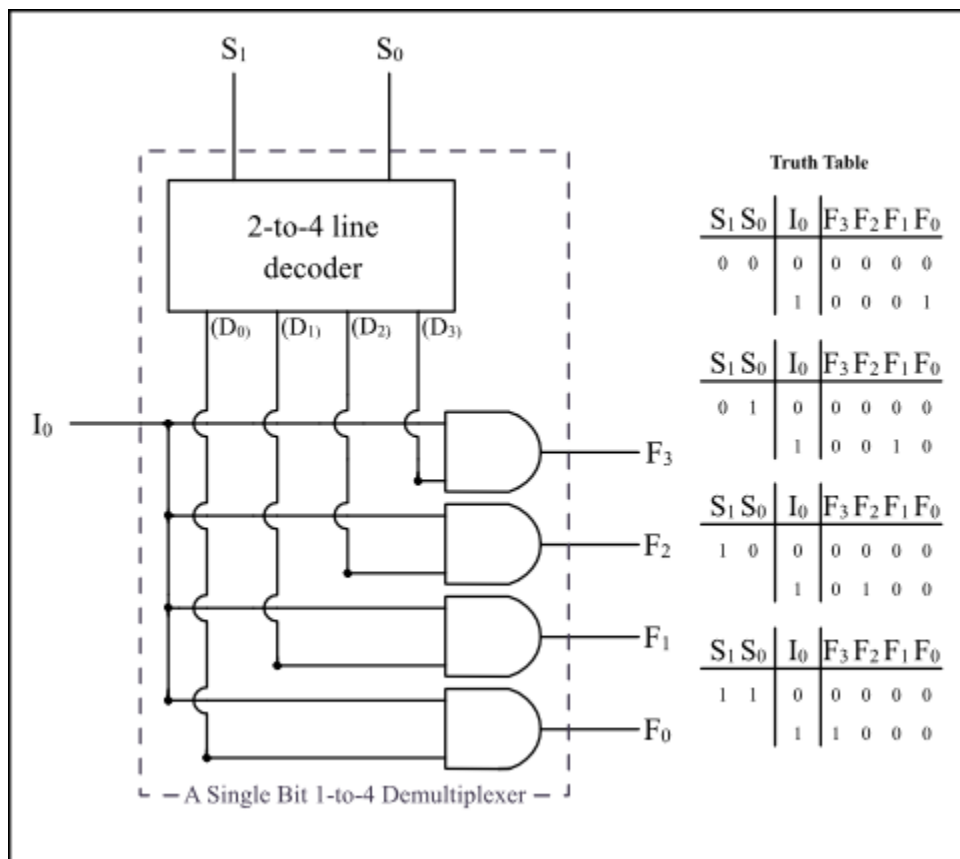 S₁ S₀
2-to-4 line
decoder
(D₀) (D₁) (D₂) (D₃)
I₀
F₃
F₂
F₁
F₀
A Single Bit 1-to-4 Demultiplexer
Truth Table
S₁ S₀ I₀ F₃ F₂ F₁ F₀
0 0 0 0 0 0 0
1 0 0 0 1
S₁ S₀ I₀ F₃ F₂ F₁ F₀
0 1 0 0 0 0 0
1 0 0 1 0
S₁ S₀ I₀ F₃ F₂ F₁ F₀
1 0 0 0 0 0 0
1 0 1 0 0
S₁ S₀ I₀ F₃ F₂ F₁ F₀
1 1 0 0 0 0 0
1 1 0 0 0